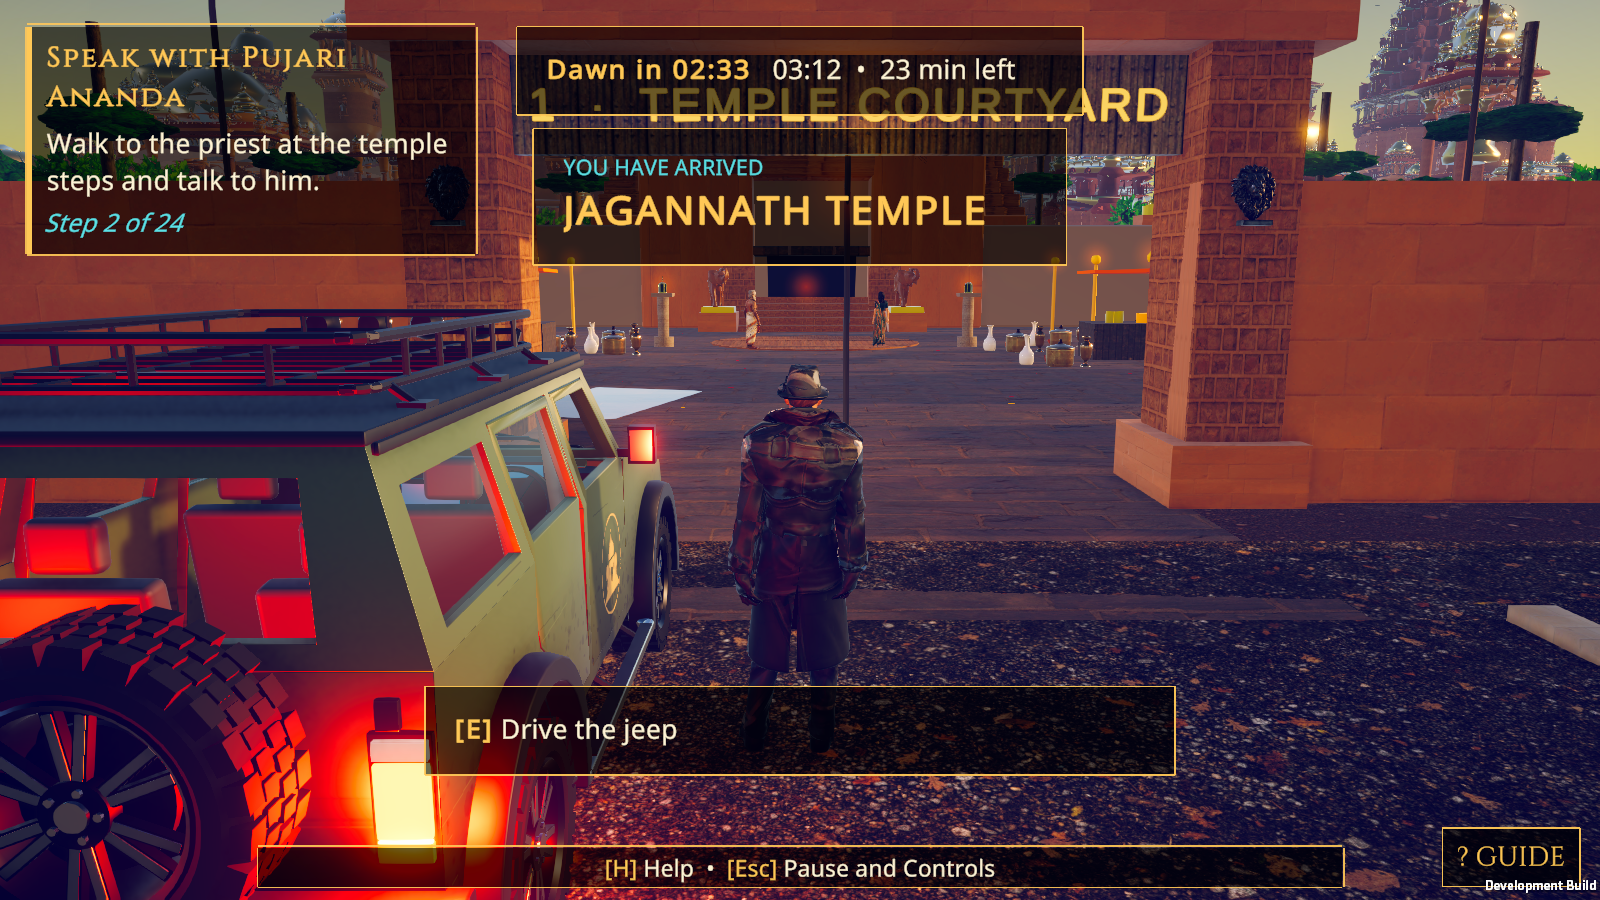 SPEAK WITH PUJARI
ANANDA
Walk to the priest at the temple
steps and talk to him.
Step 2 of 24
Dawn in 02:33 03:12 • 23 min left
1 · TEMPLE COURTYARD
YOU HAVE ARRIVED
JAGANNATH TEMPLE
[E] Drive the jeep
[H] Help • [Esc] Pause and Controls
? GUIDE
Development Build